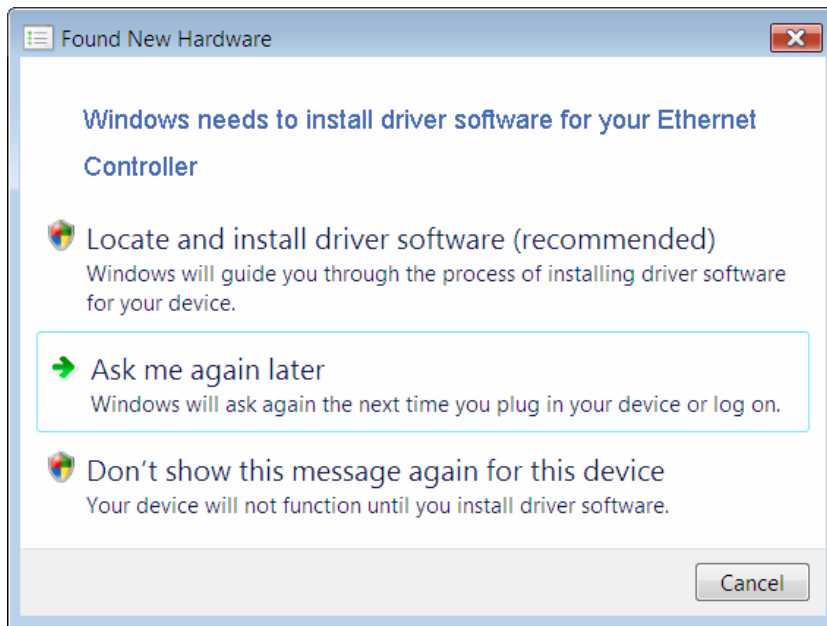 Found New Hardware
Windows needs to install driver software for your Ethernet
Controller
Locate and install driver software (recommended)
Windows will guide you through the process of installing driver software
for your device.
Ask me again later
Windows will ask again the next time you plug in your device or log on.
Don't show this message again for this device
Your device will not function until you install driver software.
Cancel